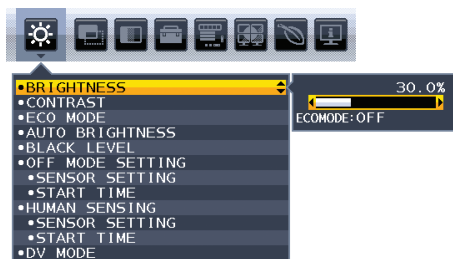 •BRIGHTNESS
•CONTRAST
•ECO MODE
•AUTO BRIGHTNESS
•BLACK LEVEL
•OFF MODE SETTING
•SENSOR SETTING
•START TIME
•HUMAN SENSING
•SENSOR SETTING
•START TIME
•DV MODE
30.0%
ECOMODE:OFF